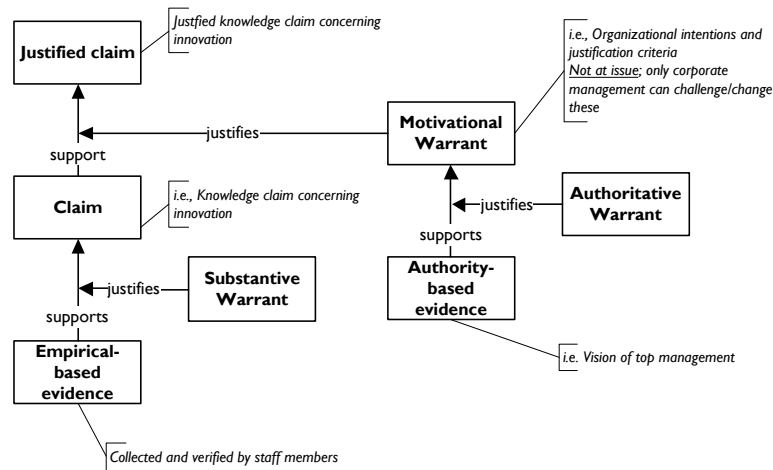 Justfied knowledge claim concerning
innovation
Justified claim
i.e., Organizational intentions and
justification criteria
Not at issue; only corporate
management can challenge/change
these
Motivational
Warrant
justifies
support
Claim
i.e., Knowledge claim concerning
innovation
Authoritative
Warrant
justifies
supports
Authority-
based
evidence
Substantive
Warrant
justifies
supports
Empirical-
based
evidence
i.e. Vision of top management
Collected and verified by staff members